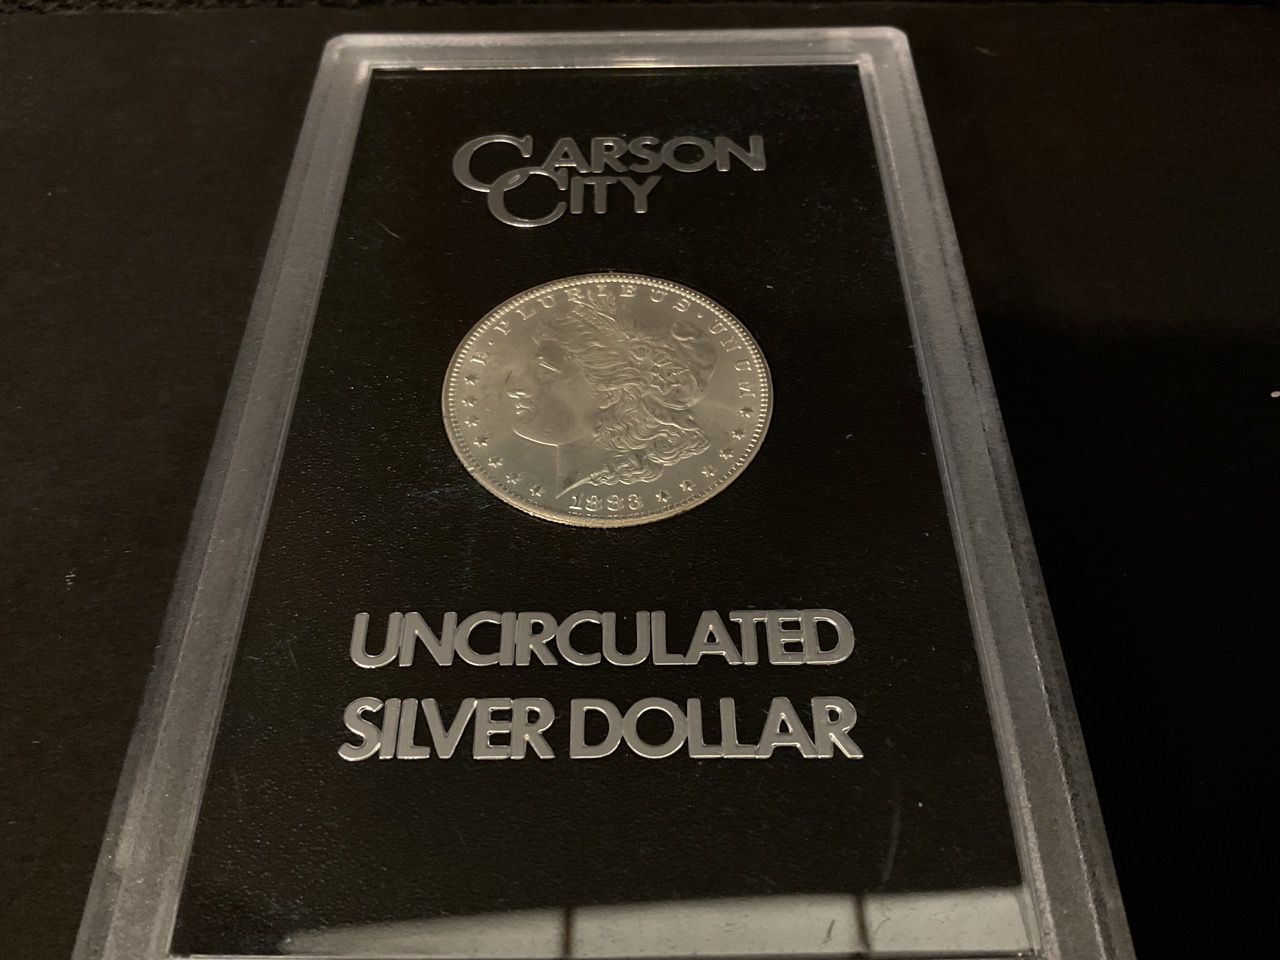 CARSON
CITY
E · PLURIBUS · UNUM
1883
UNCIRCULATED
SILVER DOLLAR